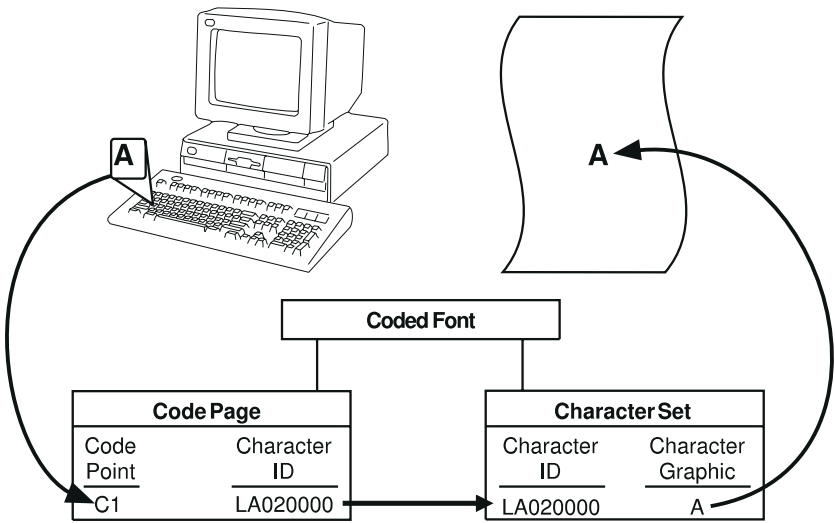 A
A
Coded Font
Code Page
Code Point
Character ID
C1
LA020000
Character Set
Character ID
Character Graphic
LA020000
A